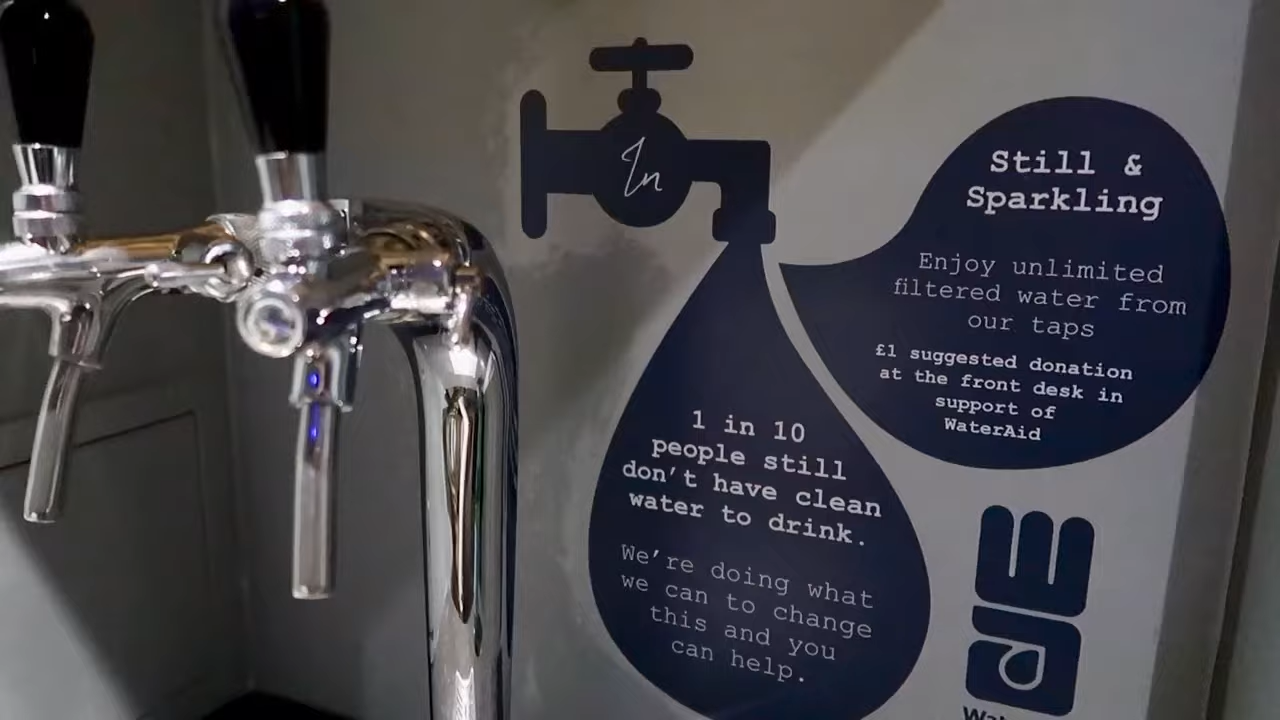 In
Still &
Sparkling
Enjoy unlimited
filtered water from
our taps
£1 suggested donation
at the front desk in
support of
WaterAid
1 in 10
people still
don't have clean
water to drink.
We're doing what
we can to change
this and you
can help.